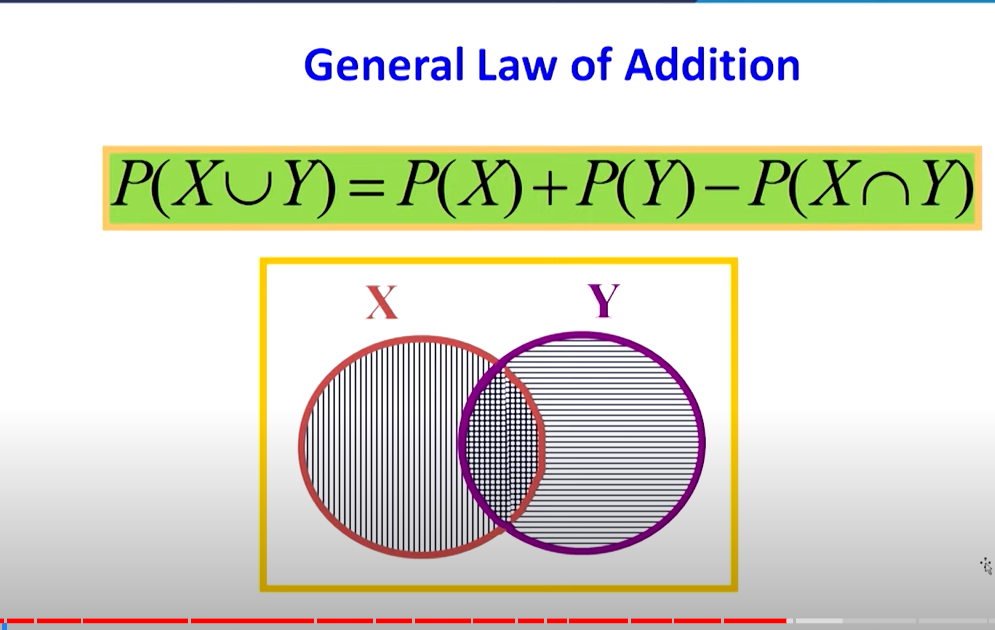 General Law of Addition
P(X∪Y)=P(X)+P(Y)−P(X∩Y)
X Y